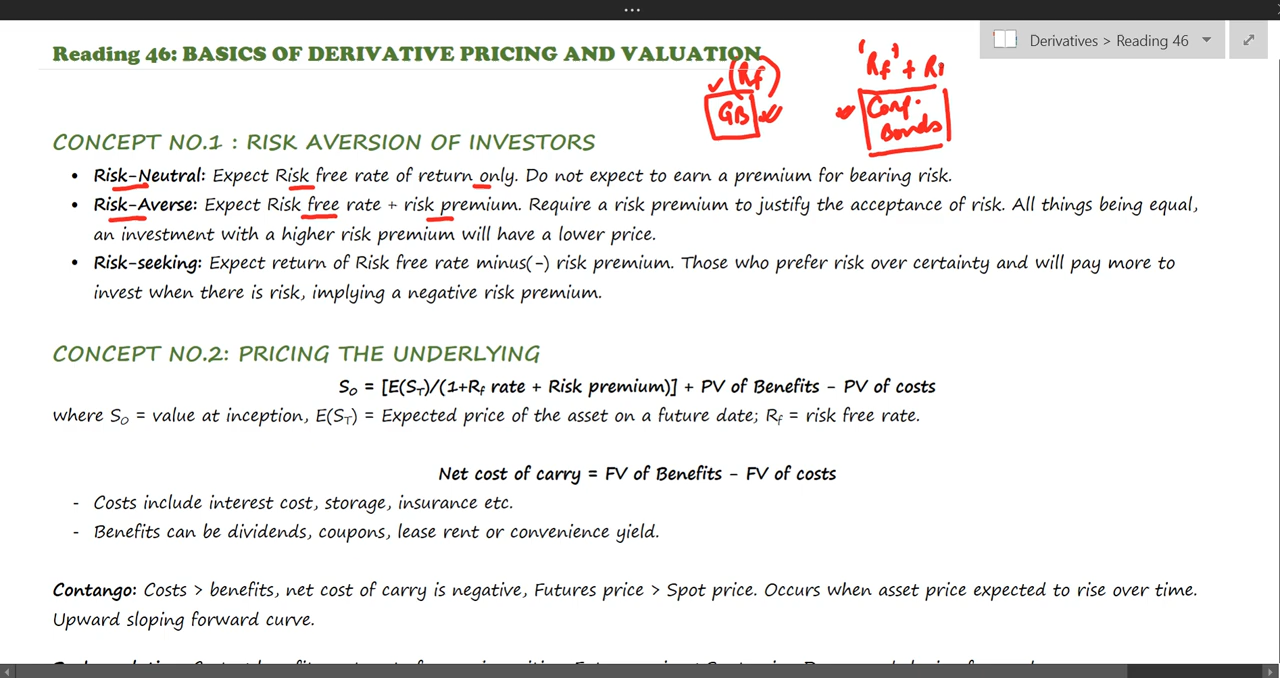 Derivatives > Reading 46
Reading 46: BASICS OF DERIVATIVE PRICING AND VALUATION
(Rf)
GB
'Rf' + R
Bonds
CONCEPT NO.1 : RISK AVERSION OF INVESTORS
• Risk-Neutral: Expect Risk free rate of return only. Do not expect to earn a premium for bearing risk.
• Risk-Averse: Expect Risk free rate + risk premium. Require a risk premium to justify the acceptance of risk. All things being equal,
an investment with a higher risk premium will have a lower price.
• Risk-seeking: Expect return of Risk free rate minus(-) risk premium. Those who prefer risk over certainty and will pay more to
invest when there is risk, implying a negative risk premium.
CONCEPT NO.2: PRICING THE UNDERLYING
S₀ = [E(Sᴛ)/(1+Rf rate + Risk premium)] + PV of Benefits - PV of costs
where S₀ = value at inception, E(Sᴛ) = Expected price of the asset on a future date; Rf = risk free rate.
Net cost of carry = FV of Benefits - FV of costs
- Costs include interest cost, storage, insurance etc.
- Benefits can be dividends, coupons, lease rent or convenience yield.
Contango: Costs > benefits, net cost of carry is negative, Futures price > Spot price. Occurs when asset price expected to rise over time.
Upward sloping forward curve.